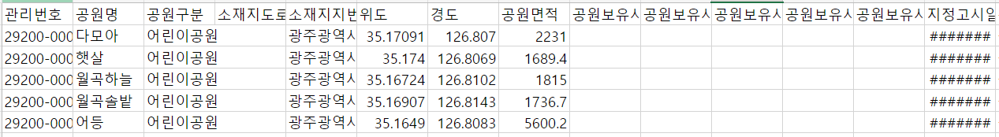 관리번호 공원명 공원구분 소재지도로 소재지지번 위도 경도 공원면적 공원보유시 공원보유시 공원보유시 공원보유시 공원보유시 지정고시일
29200-000 다모아 어린이공원 광주광역시 35.17091 126.807 2231 #######
29200-000 햇살 어린이공원 광주광역시 35.174 126.8069 1689.4 #######
29200-000 월곡하늘 어린이공원 광주광역시 35.16724 126.8102 1815 #######
29200-000 월곡솔밭 어린이공원 광주광역시 35.16907 126.8143 1736.7 #######
29200-000 어등 어린이공원 광주광역시 35.1649 126.8083 5600.2 #######